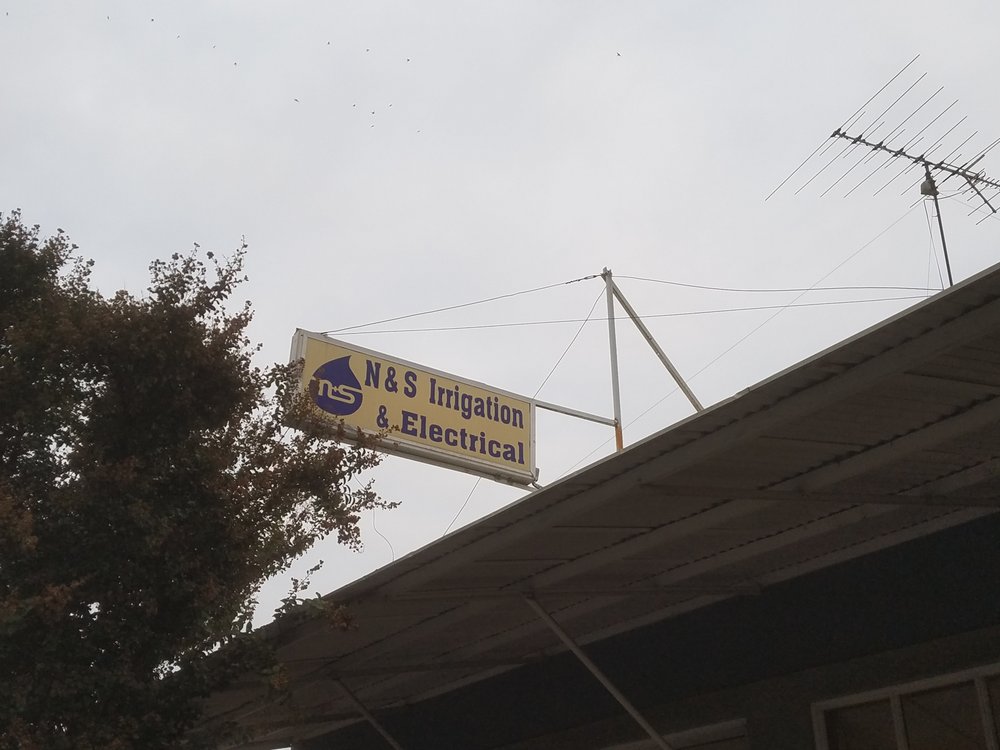 n&s
N&S Irrigation
& Electrical